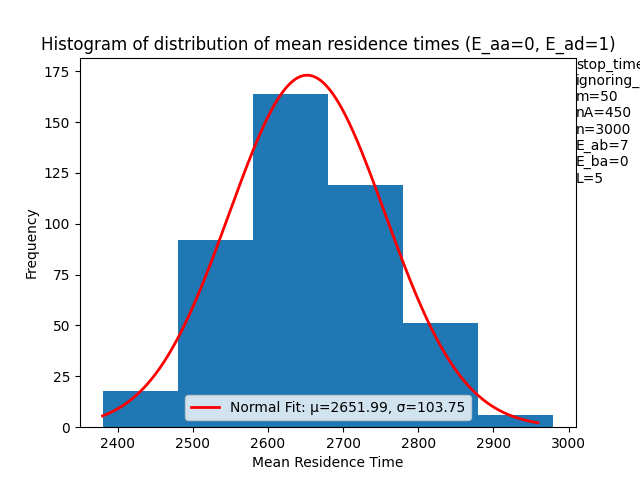 Histogram of distribution of mean residence times (E_aa=0, E_ad=1)
stop_time
ignoring_
m=50
nA=450
n=3000
E_ab=7
E_ba=0
L=5
175
150
125
100
75
50
25
0
Frequency
Normal Fit: μ=2651.99, σ=103.75
2400 2500 2600 2700 2800 2900 3000
Mean Residence Time